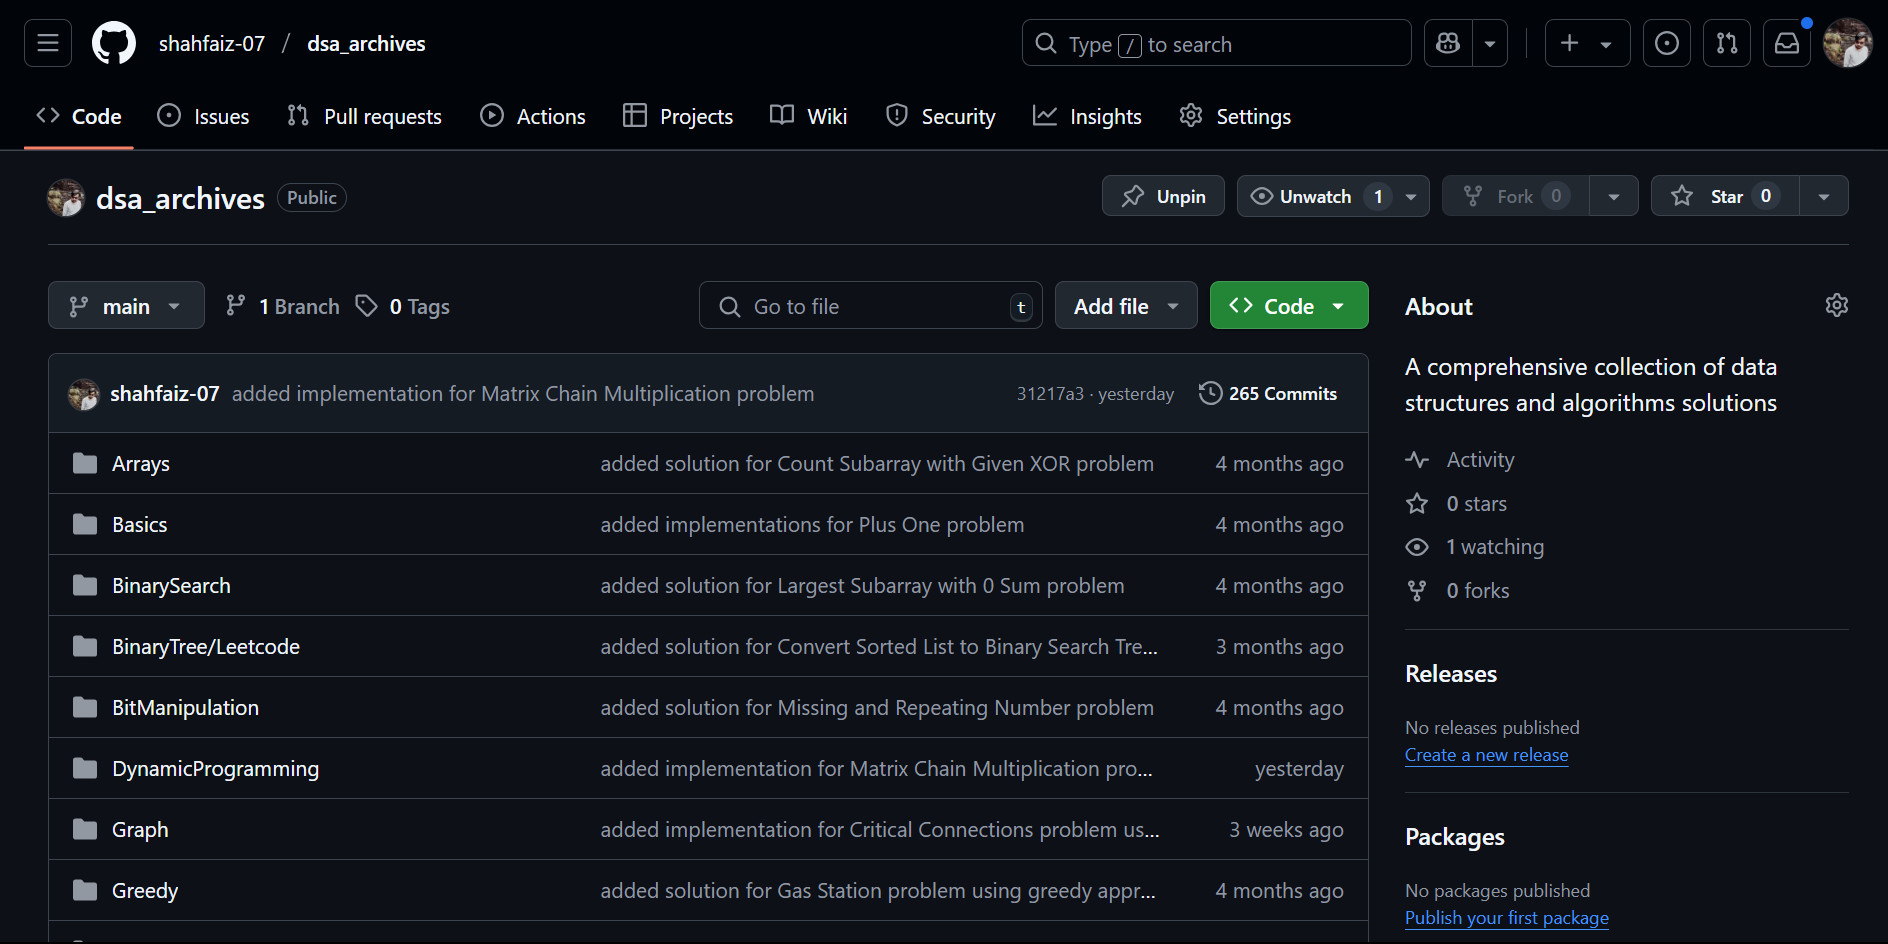 shahfaiz-07 / dsa_archives
Type / to search
Code Issues Pull requests Actions Projects Wiki Security Insights Settings
dsa_archives Public
Unpin Unwatch 1 Fork 0 Star 0
main 1 Branch 0 Tags
Go to file t Add file Code
shahfaiz-07 added implementation for Matrix Chain Multiplication problem 31217a3 · yesterday 265 Commits
Arrays added solution for Count Subarray with Given XOR problem 4 months ago
Basics added implementations for Plus One problem 4 months ago
BinarySearch added solution for Largest Subarray with 0 Sum problem 4 months ago
BinaryTree/Leetcode added solution for Convert Sorted List to Binary Search Tre... 3 months ago
BitManipulation added solution for Missing and Repeating Number problem 4 months ago
DynamicProgramming added implementation for Matrix Chain Multiplication pro... yesterday
Graph added implementation for Critical Connections problem us... 3 weeks ago
Greedy added solution for Gas Station problem using greedy appr... 4 months ago
About
A comprehensive collection of data
structures and algorithms solutions
Activity
0 stars
1 watching
0 forks
Releases
No releases published
Create a new release
Packages
No packages published
Publish your first package